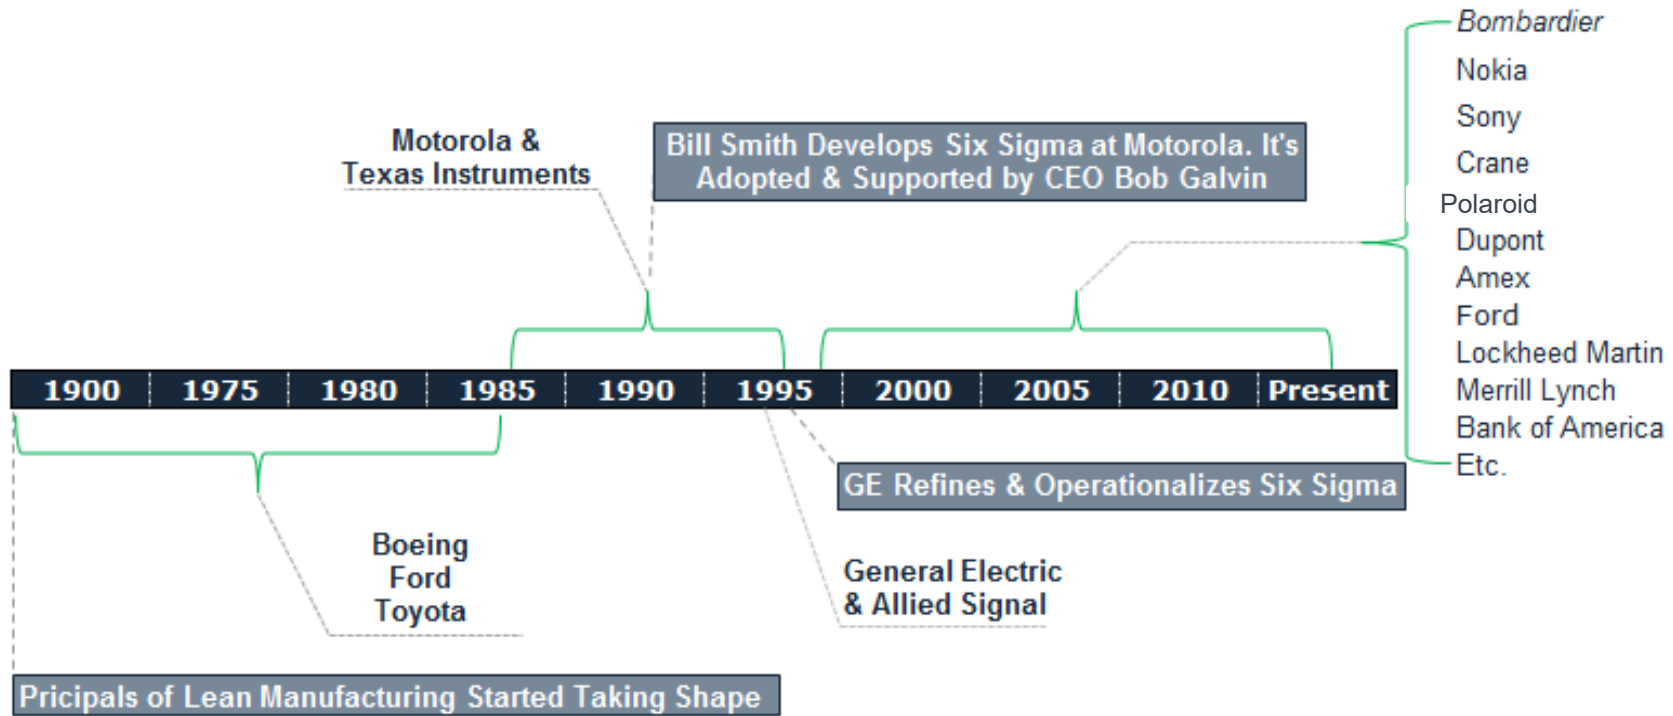 Bombardier
Nokia
Sony
Crane
Polaroid
Dupont
Amex
Ford
Lockheed Martin
Merrill Lynch
Bank of America
Etc.
Motorola &
Texas Instruments
Bill Smith Develops Six Sigma at Motorola. It's
Adopted & Supported by CEO Bob Galvin
1900 1975 1980 1985 1990 1995 2000 2005 2010 Present
GE Refines & Operationalizes Six Sigma
Boeing
Ford
Toyota
General Electric
& Allied Signal
Pricipals of Lean Manufacturing Started Taking Shape